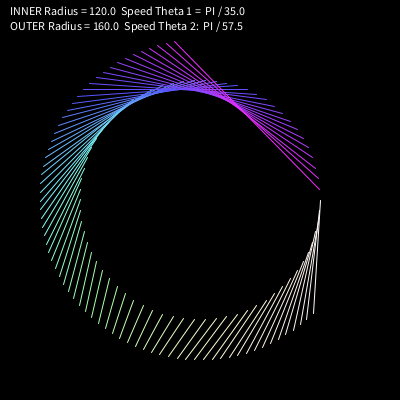 INNER Radius = 120.0  Speed Theta 1 =  PI / 35.0
OUTER Radius = 160.0  Speed Theta 2:  PI / 57.5